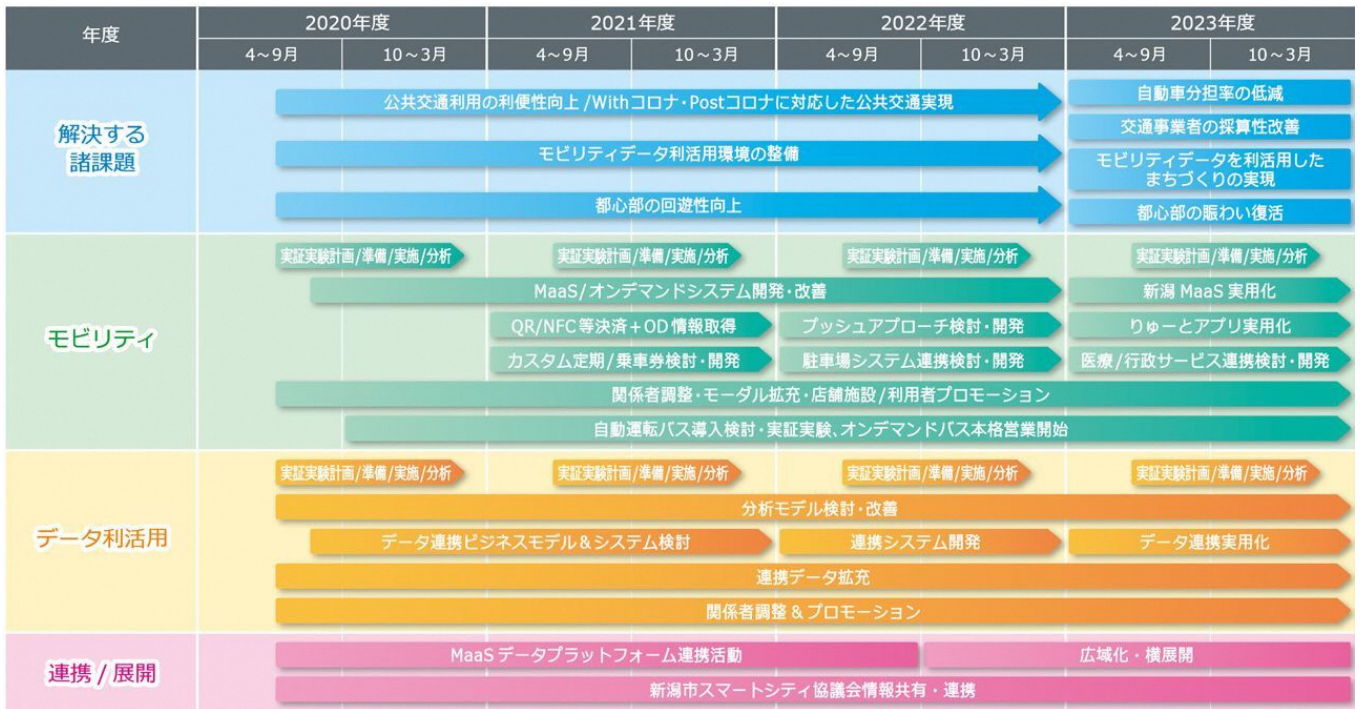 年度
2020年度
2021年度
2022年度
2023年度
4～9月
10～3月
4～9月
10～3月
4～9月
10～3月
4～9月
10～3月
解決する
諸課題
公共交通利用の利便性向上/Withコロナ・Postコロナに対応した公共交通実現
モビリティデータ利活用環境の整備
都心部の回遊性向上
自動車分担率の低減
交通事業者の採算性改善
モビリティデータを利活用した
まちづくりの実現
都心部の賑わい復活
モビリティ
実証実験計画/準備/実施/分析
実証実験計画/準備/実施/分析
実証実験計画/準備/実施/分析
実証実験計画/準備/実施/分析
MaaS/オンデマンドシステム開発・改善
新潟 MaaS 実用化
QR/NFC 等決済＋OD 情報取得
プッシュアプローチ検討・開発
りゅーとアプリ実用化
カスタム定期/乗車券検討・開発
駐車場システム連携検討・開発
医療/行政サービス連携検討・開発
関係者調整・モーダル拡充・店舗施設/利用者プロモーション
自動運転バス導入検討・実証実験、オンデマンドバス本格営業開始
データ利活用
実証実験計画/準備/実施/分析
実証実験計画/準備/実施/分析
実証実験計画/準備/実施/分析
実証実験計画/準備/実施/分析
分析モデル検討・改善
データ連携ビジネスモデル＆システム検討
連携システム開発
データ連携実用化
連携データ拡充
関係者調整 & プロモーション
連携 / 展開
MaaS データプラットフォーム連携活動
広域化・横展開
新潟市スマートシティ協議会情報共有・連携